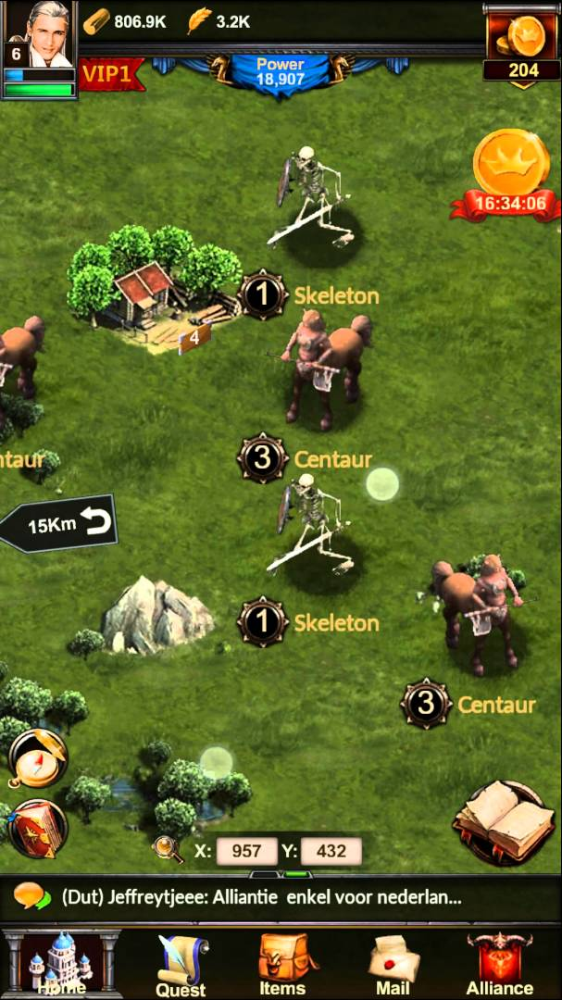 806.9K
3.2K
6
VIP1
Power
18,907
204
16:34:06
1 Skeleton
4
3 Centaur
ntaur
15Km
1 Skeleton
3 Centaur
X: 957 Y: 432
(Dut) Jeffreytjeee: Alliantie enkel voor nederlan...
Home
Quest
Items
Mail
Alliance